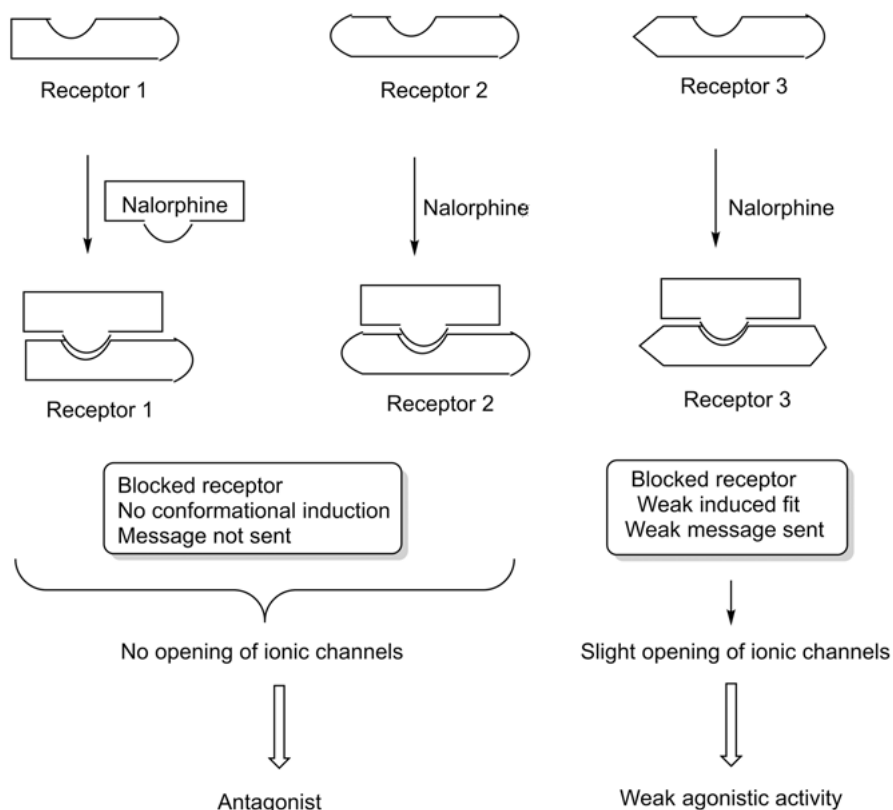 Receptor 1
Receptor 2
Receptor 3
Nalorphine
Nalorphine
Nalorphine
Receptor 1
Receptor 2
Receptor 3
Blocked receptor
No conformational induction
Message not sent
Blocked receptor
Weak induced fit
Weak message sent
No opening of ionic channels
Slight opening of ionic channels
Antagonist
Weak agonistic activity